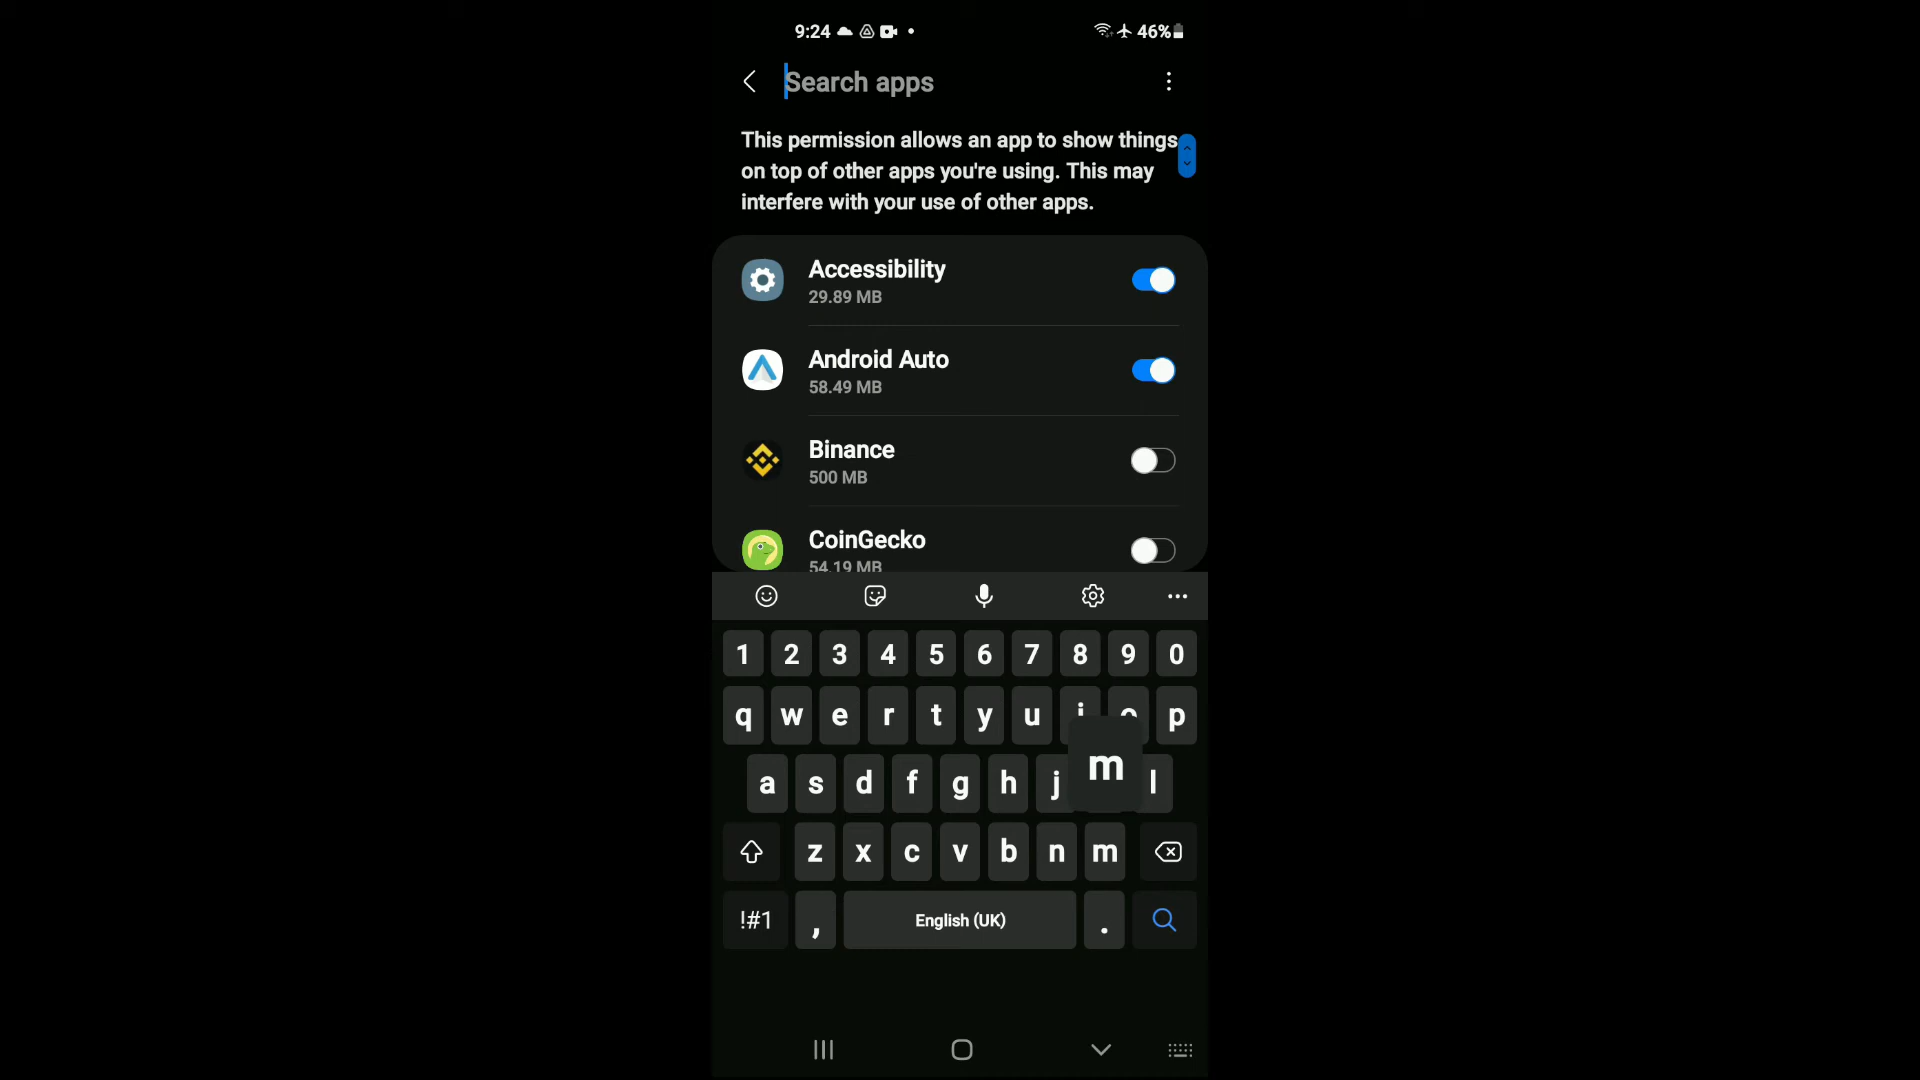 9:24 46%
Search apps
This permission allows an app to show things
on top of other apps you're using. This may
interfere with your use of other apps.
Accessibility
29.89 MB
Android Auto
58.49 MB
Binance
500 MB
CoinGecko
54.19 MB
1 2 3 4 5 6 7 8 9 0
q w e r t y u i o p
a s d f g h j m l
z x c v b n m
!#1 , English (UK) .